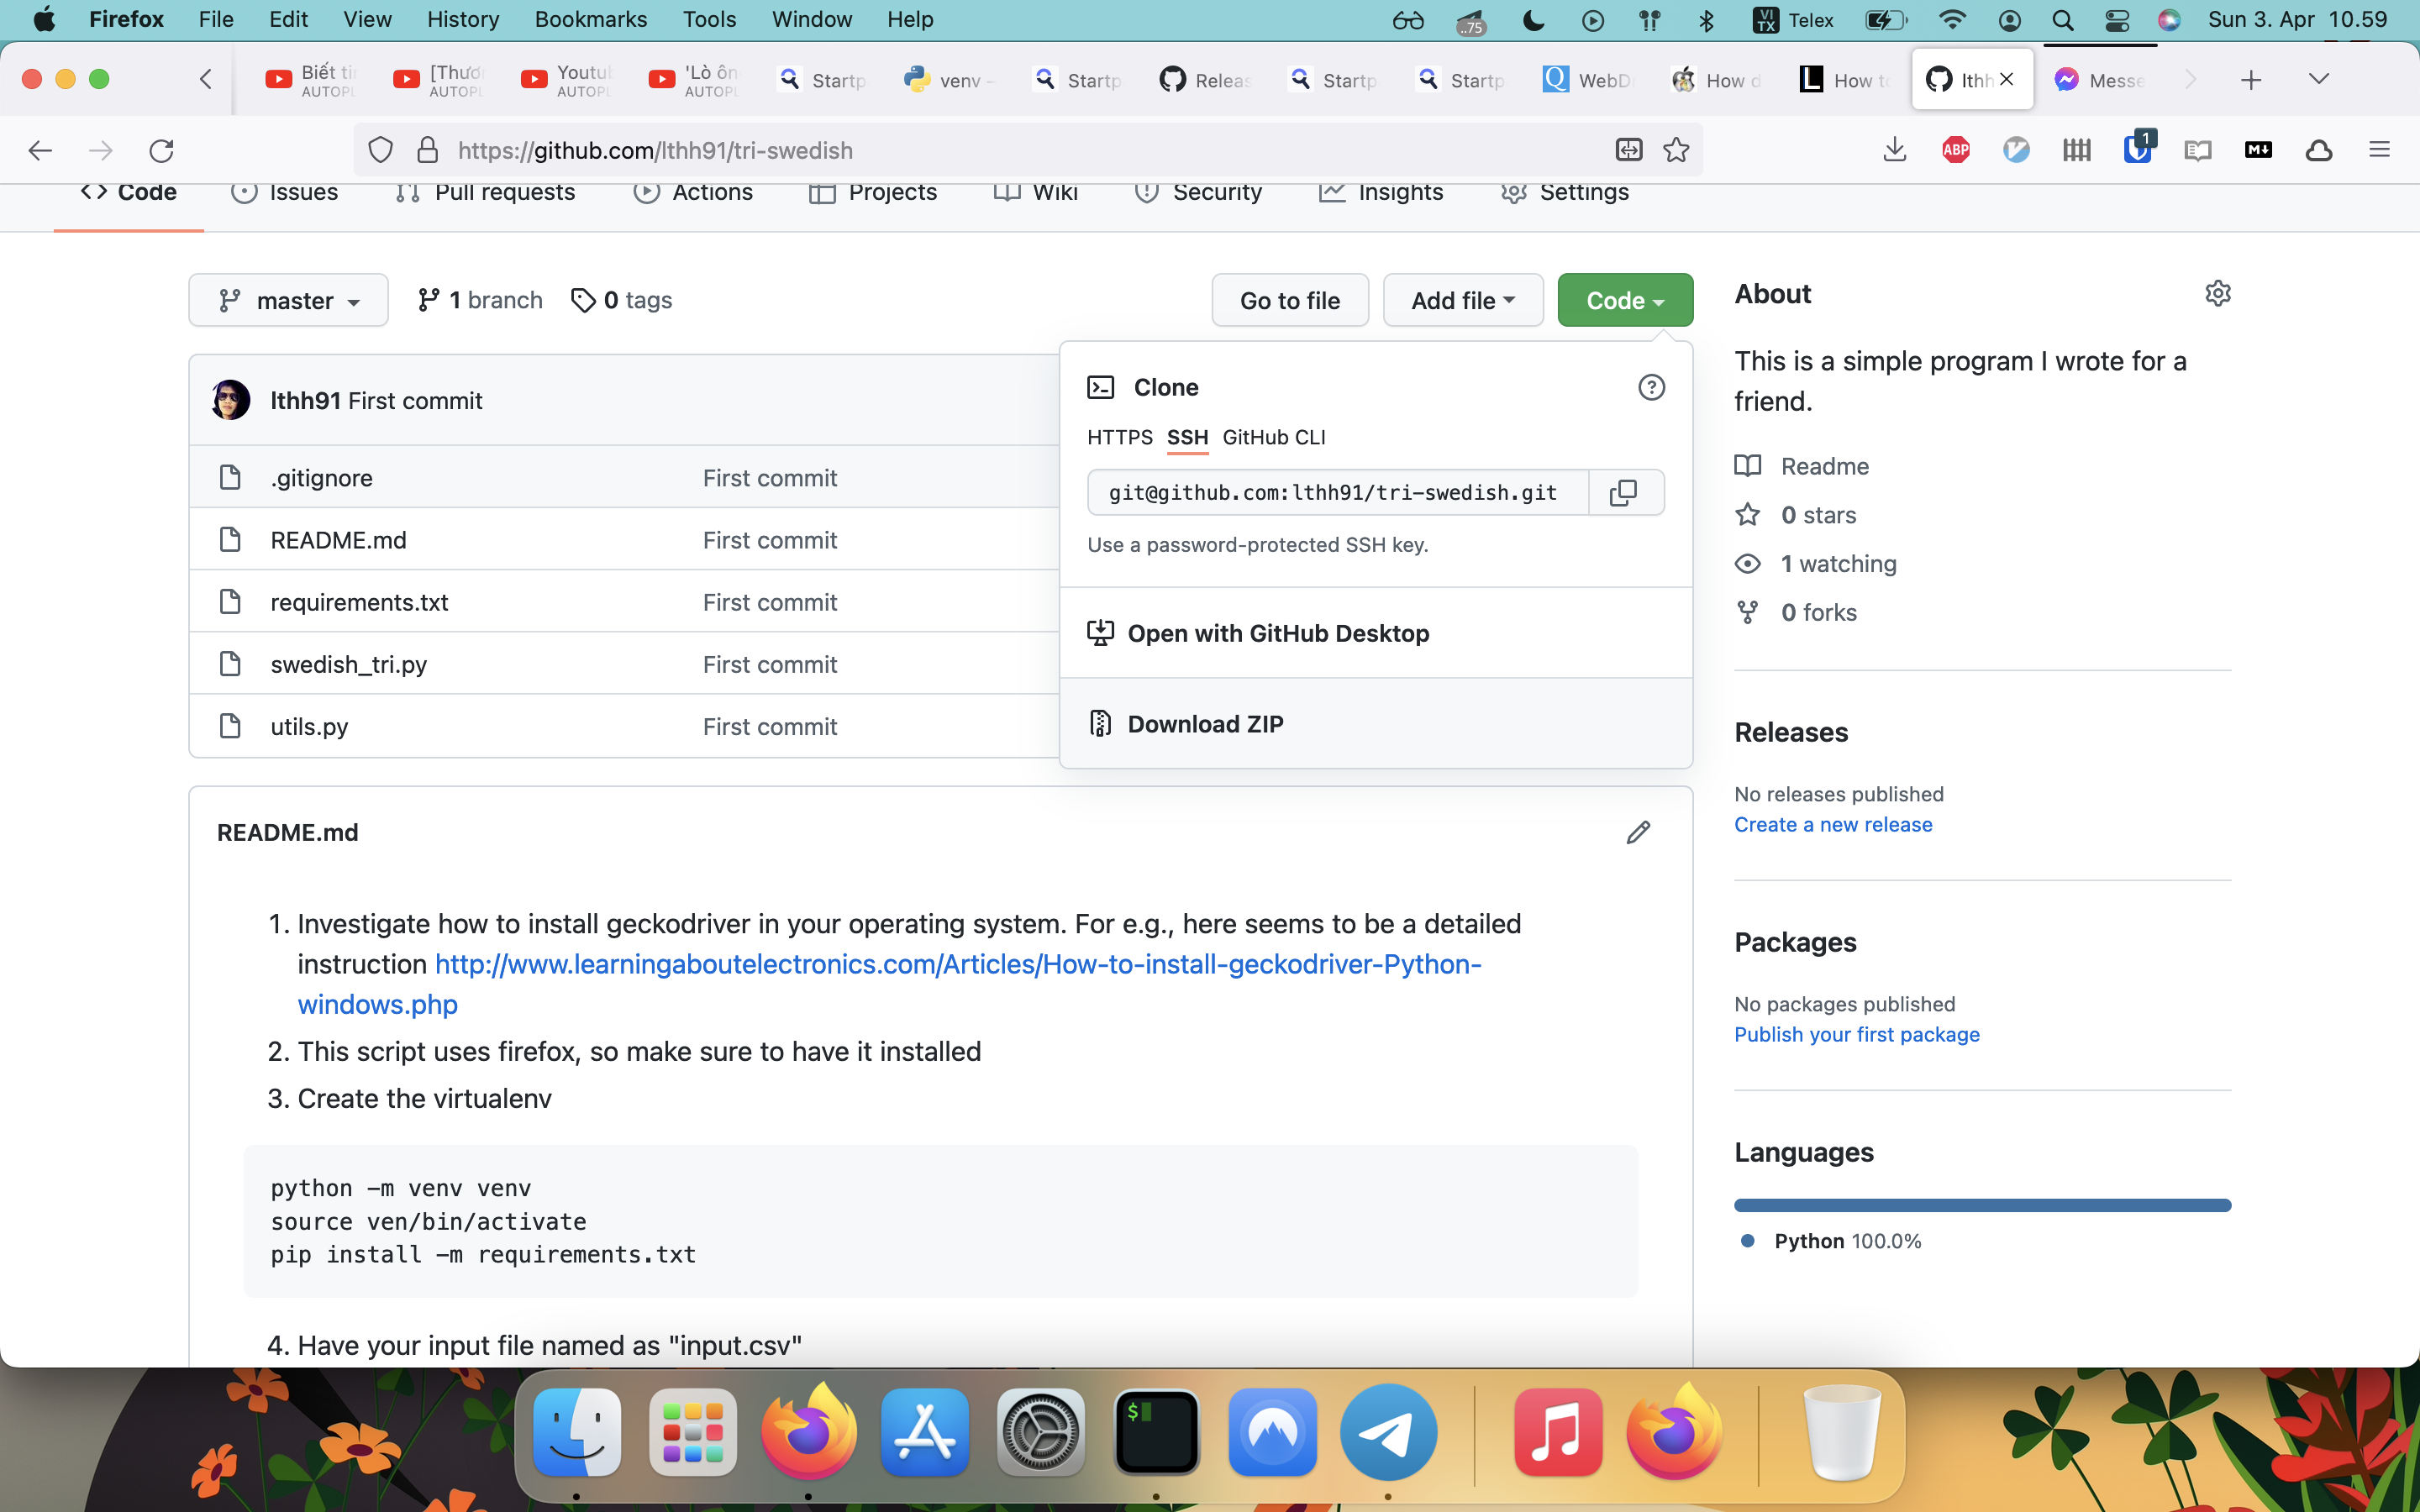 Firefox File Edit View History Bookmarks Tools Window Help ..75 VI TX Telex Sun 3. Apr 10.59
Biết AUTOPL [Thươ AUTOPL Youtu AUTOPL 'Lò ôn AUTOPL Startp venv – Startp Releas Startp Startp Q WebD How d L How to lthh Messe
https://github.com/lthh91/tri-swedish ABP 1 M
Code Issues Pull requests Actions Projects Wiki Security Insights Settings
master 1 branch 0 tags Go to file Add file Code
lthh91 First commit
.gitignore First commit
README.md First commit
requirements.txt First commit
swedish_tri.py First commit
utils.py First commit
Clone
HTTPS SSH GitHub CLI
git@github.com:lthh91/tri-swedish.git
Use a password-protected SSH key.
Open with GitHub Desktop
Download ZIP
About
This is a simple program I wrote for a
friend.
Readme
0 stars
1 watching
0 forks
Releases
No releases published
Create a new release
Packages
No packages published
Publish your first package
Languages
Python 100.0%
README.md
1. Investigate how to install geckodriver in your operating system. For e.g., here seems to be a detailed
instruction http://www.learningaboutelectronics.com/Articles/How-to-install-geckodriver-Python-
windows.php
2. This script uses firefox, so make sure to have it installed
3. Create the virtualenv
python -m venv venv
source ven/bin/activate
pip install -m requirements.txt
4. Have your input file named as "input.csv"
$